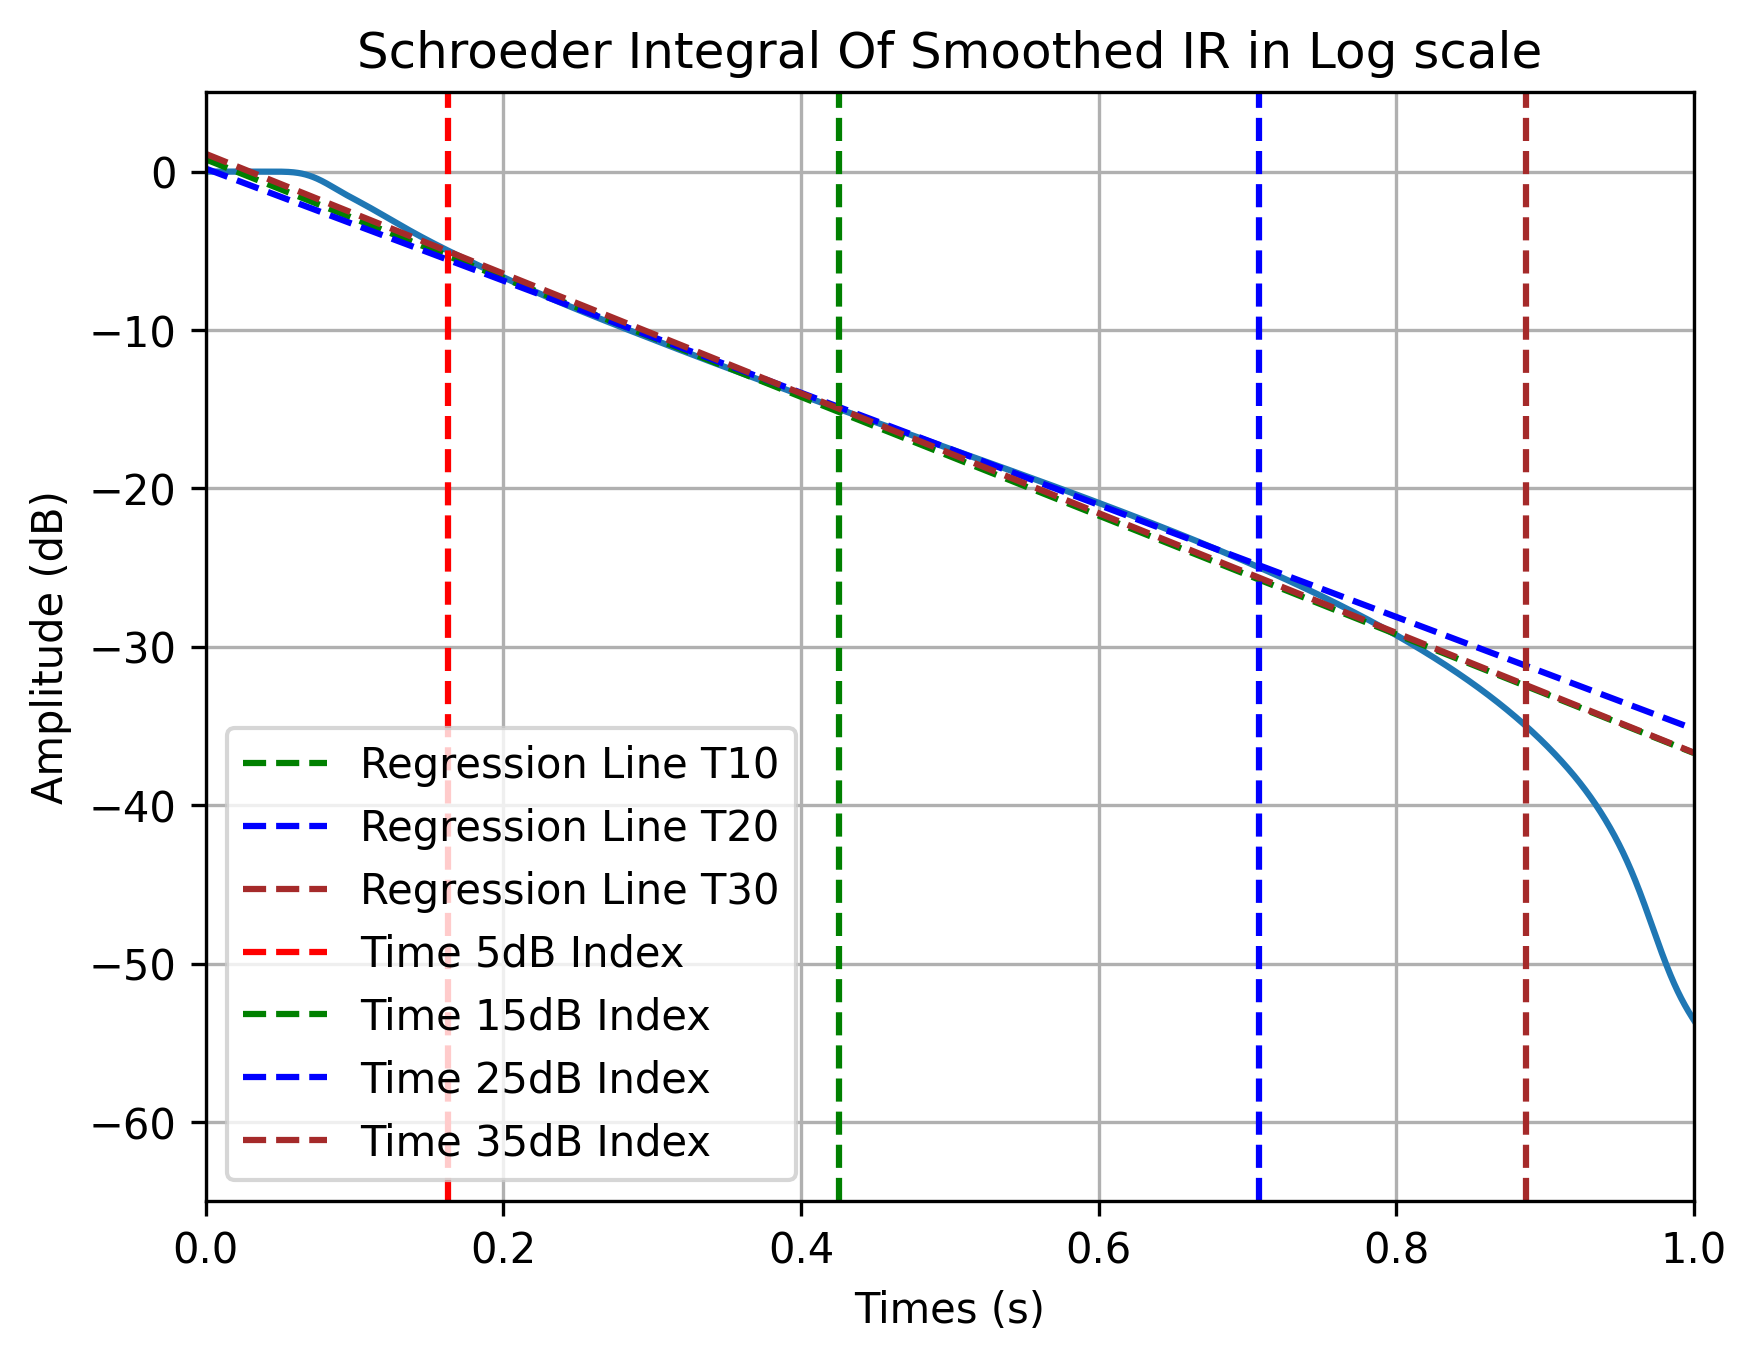 Schroeder Integral Of Smoothed IR in Log scale
Amplitude (dB)
0
−10
−20
−30
−40
−50
−60
Regression Line T10
Regression Line T20
Regression Line T30
Time 5dB Index
Time 15dB Index
Time 25dB Index
Time 35dB Index
0.0 0.2 0.4 0.6 0.8 1.0
Times (s)